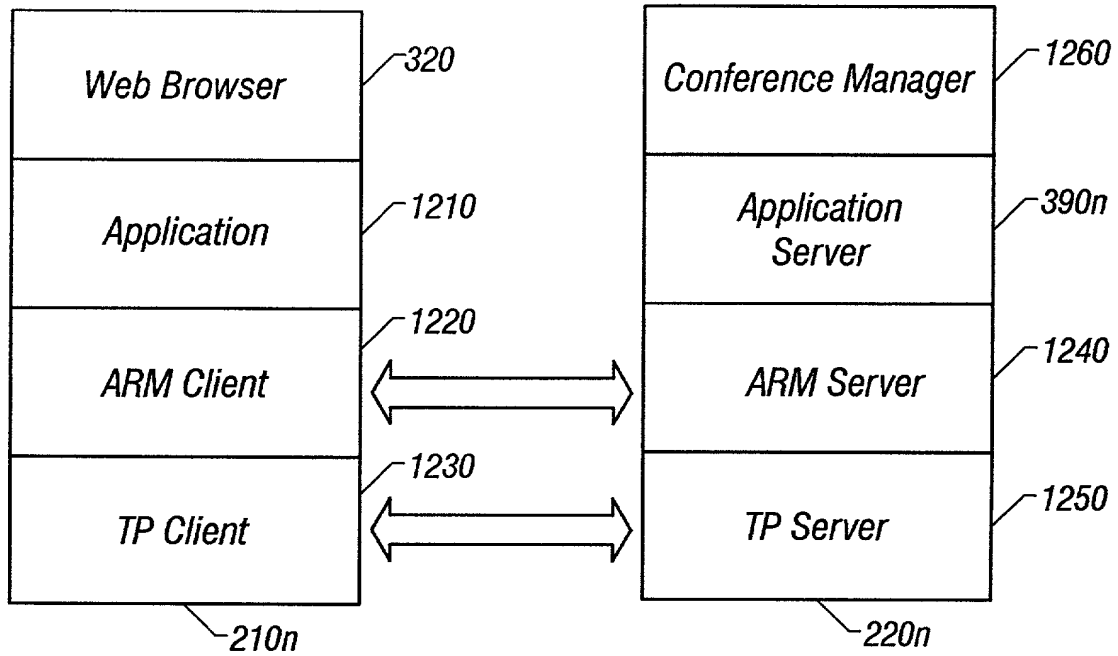 Web Browser
320
Conference Manager
1260
Application
1210
Application
Server
390n
ARM Client
1220
ARM Server
1240
TP Client
1230
TP Server
1250
210n
220n